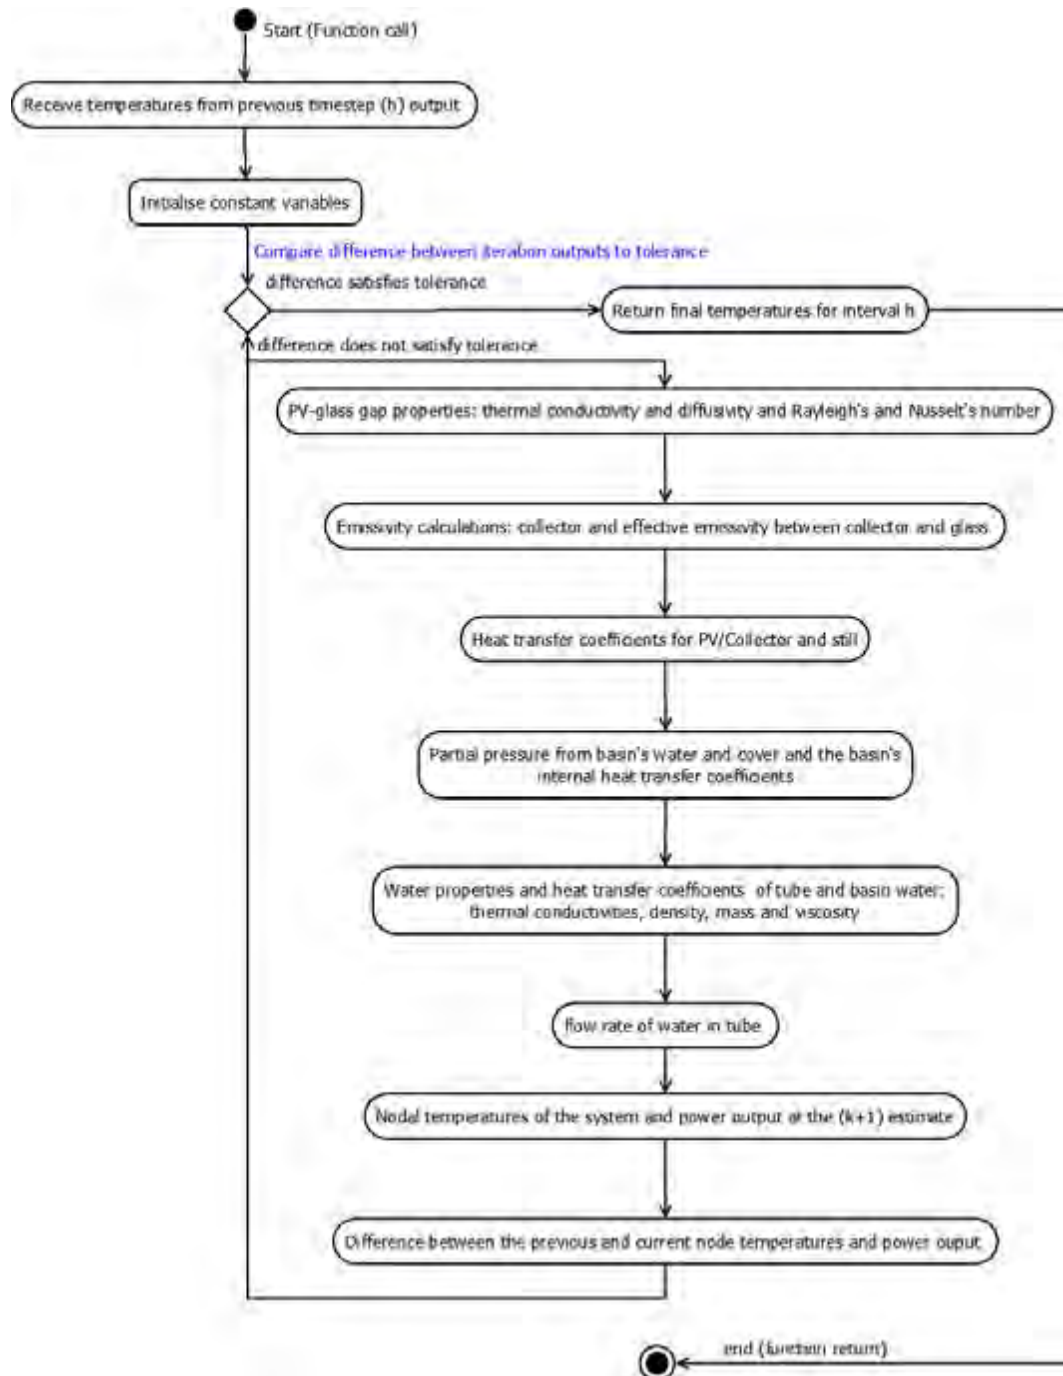 Start (Function call)
Receive temperatures from previous timestep (h) output
Initialise constant variables
Compare difference between iteration outputs to tolerance
difference satisfies tolerance
Return final temperatures for interval h
difference does not satisfy tolerance
PV-glass gap properties: thermal conductivity and diffusivity and Rayleigh's and Nusselt's number
Emissivity calculations: collector and effective emissivity between collector and glass
Heat transfer coefficients for PV/Collector and still
Partial pressure from basin's water and cover and the basin's
internal heat transfer coefficients
Water properties and heat transfer coefficients of tube and basin water:
thermal conductivities, density, mass and viscosity
flow rate of water in tube
Nodal temperatures of the system and power output at the (k+1) estimate
Difference between the previous and current node temperatures and power ouput
end (function return)